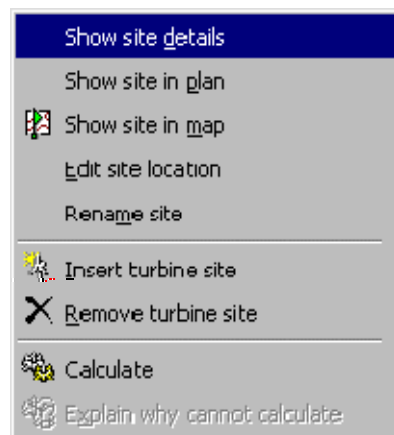 Show site details
Show site in plan
Show site in map
Edit site location
Rename site
Insert turbine site
Remove turbine site
Calculate
Explain why cannot calculate